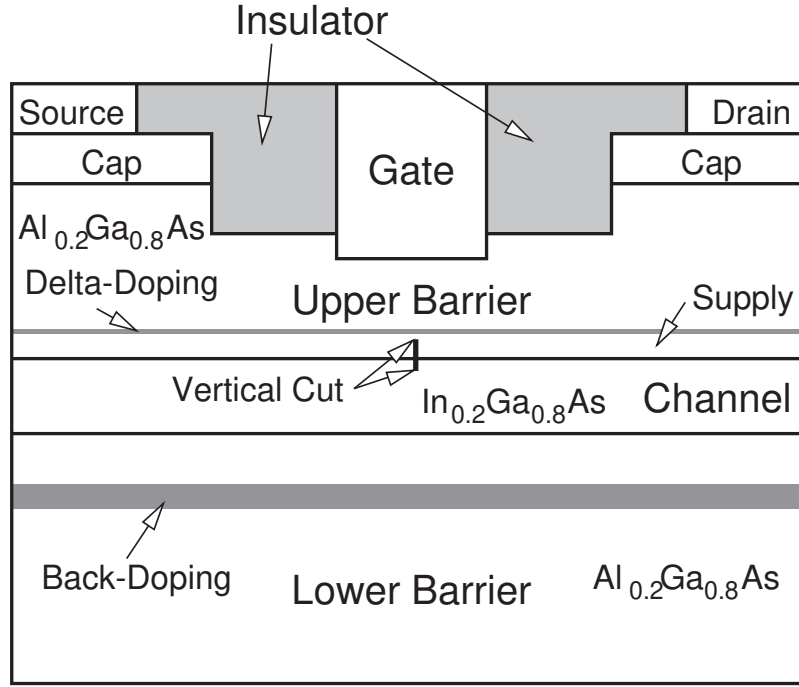 Insulator
Source
Drain
Cap
Gate
Cap
Al0.2Ga0.8As
Delta-Doping
Upper Barrier
Supply
Vertical Cut
In0.2Ga0.8As
Channel
Back-Doping
Lower Barrier
Al0.2Ga0.8As